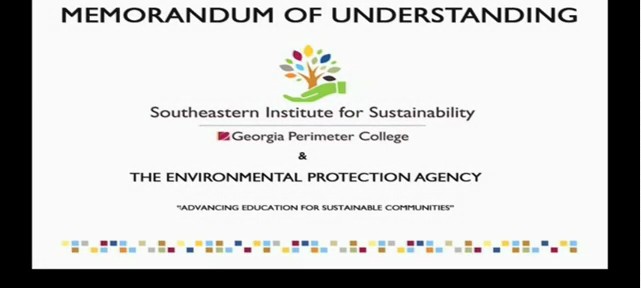 MEMORANDUM OF UNDERSTANDING
Southeastern Institute for Sustainability
Georgia Perimeter College
&
THE ENVIRONMENTAL PROTECTION AGENCY
"ADVANCING EDUCATION FOR SUSTAINABLE COMMUNITIES"